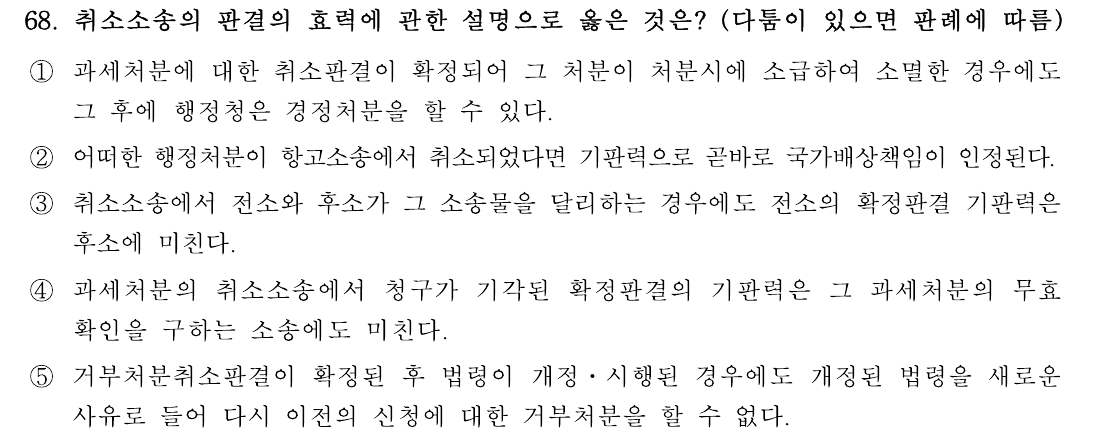 68. 취소소송의 판결의 효력에 관한 설명으로 옳은 것은? (다툼이 있으면 판례에 따름)
① 과세처분에 대한 취소판결이 확정되어 그 처분이 처분시에 소급하여 소멸한 경우에도
그 후에 행정청은 경정처분을 할 수 있다.
② 어떠한 행정처분이 항고소송에서 취소되었다면 기판력으로 곧바로 국가배상책임이 인정된다.
③ 취소소송에서 전소와 후소가 그 소송물을 달리하는 경우에도 전소의 확정판결 기판력은
후소에 미친다.
④ 과세처분의 취소소송에서 청구가 기각된 확정판결의 기판력은 그 과세처분의 무효
확인을 구하는 소송에도 미친다.
⑤ 거부처분취소판결이 확정된 후 법령이 개정·시행된 경우에도 개정된 법령을 새로운
사유로 들어 다시 이전의 신청에 대한 거부처분을 할 수 없다.